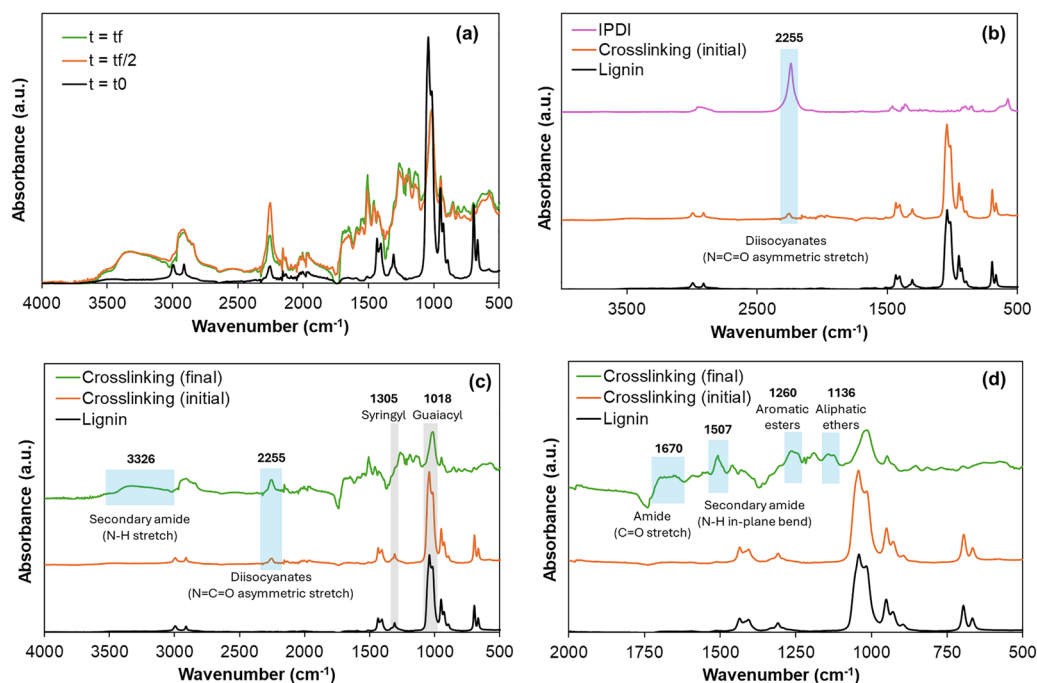 (a)
t = tf
t = tf/2
t = t0
Absorbance (a.u.)
4000 3500 3000 2500 2000 1500 1000 500
Wavenumber (cm-1)
(b)
IPDI
Crosslinking (initial)
Lignin
2255
Diisocyanates
(N=C=O asymmetric stretch)
Absorbance (a.u.)
3500 2500 1500 500
Wavenumber (cm-1)
(c)
Crosslinking (final)
Crosslinking (initial)
Lignin
1305 1018
Syringyl Guaiacyl
3326
2255
Secondary amide
(N-H stretch)
Diisocyanates
(N=C=O asymmetric stretch)
Absorbance (a.u.)
4000 3500 3000 2500 2000 1500 1000 500
Wavenumber (cm-1)
(d)
Crosslinking (final)
Crosslinking (initial)
Lignin
1260 1136
Aromatic Aliphatic
esters ethers
1507
1670
Amide
(C=O stretch)
Secondary amide
(N-H in-plane bend)
Absorbance (a.u.)
2000 1750 1500 1250 1000 750 500
Wavenumber (cm-1)